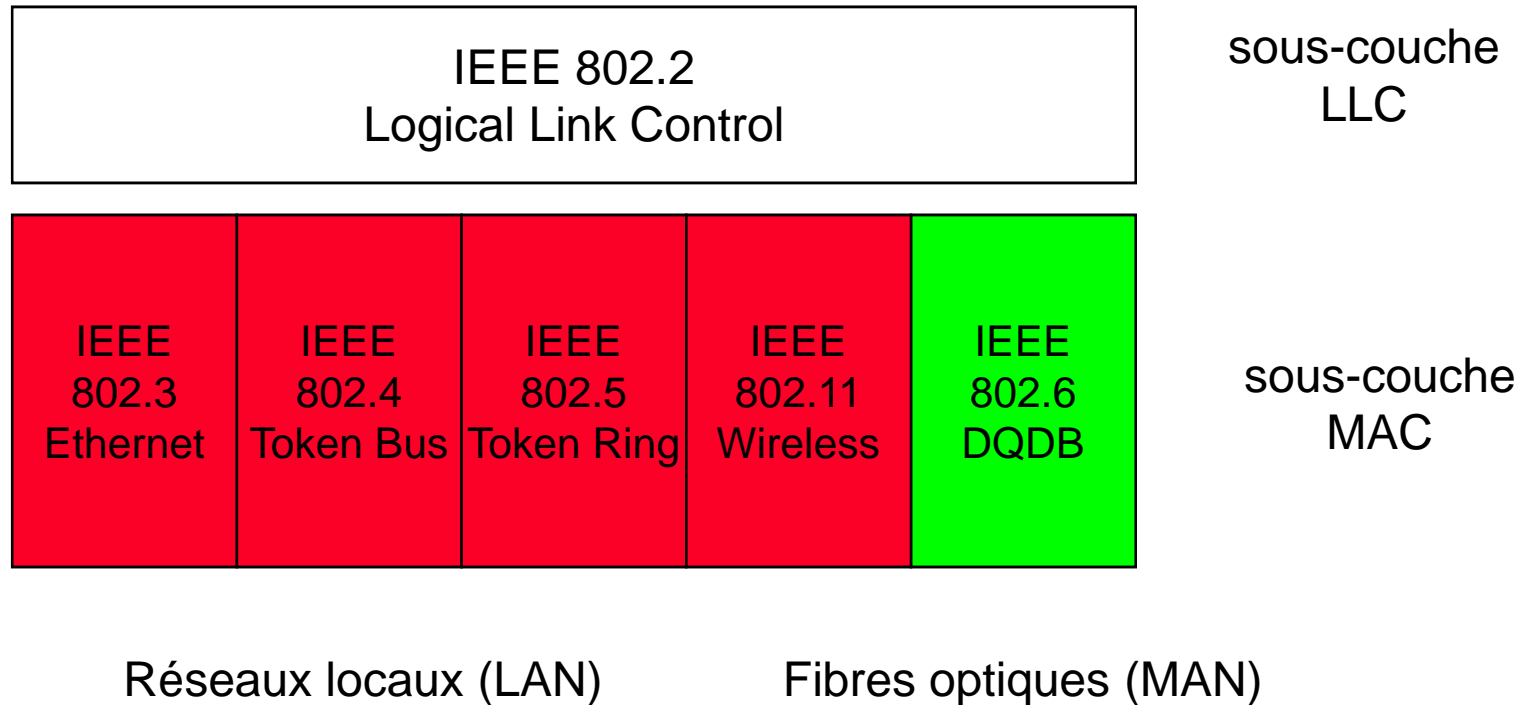 IEEE 802.2
Logical Link Control
sous-couche
LLC
IEEE
802.3
Ethernet
IEEE
802.4
Token Bus
IEEE
802.5
Token Ring
IEEE
802.11
Wireless
IEEE
802.6
DQDB
sous-couche
MAC
Réseaux locaux (LAN)
Fibres optiques (MAN)